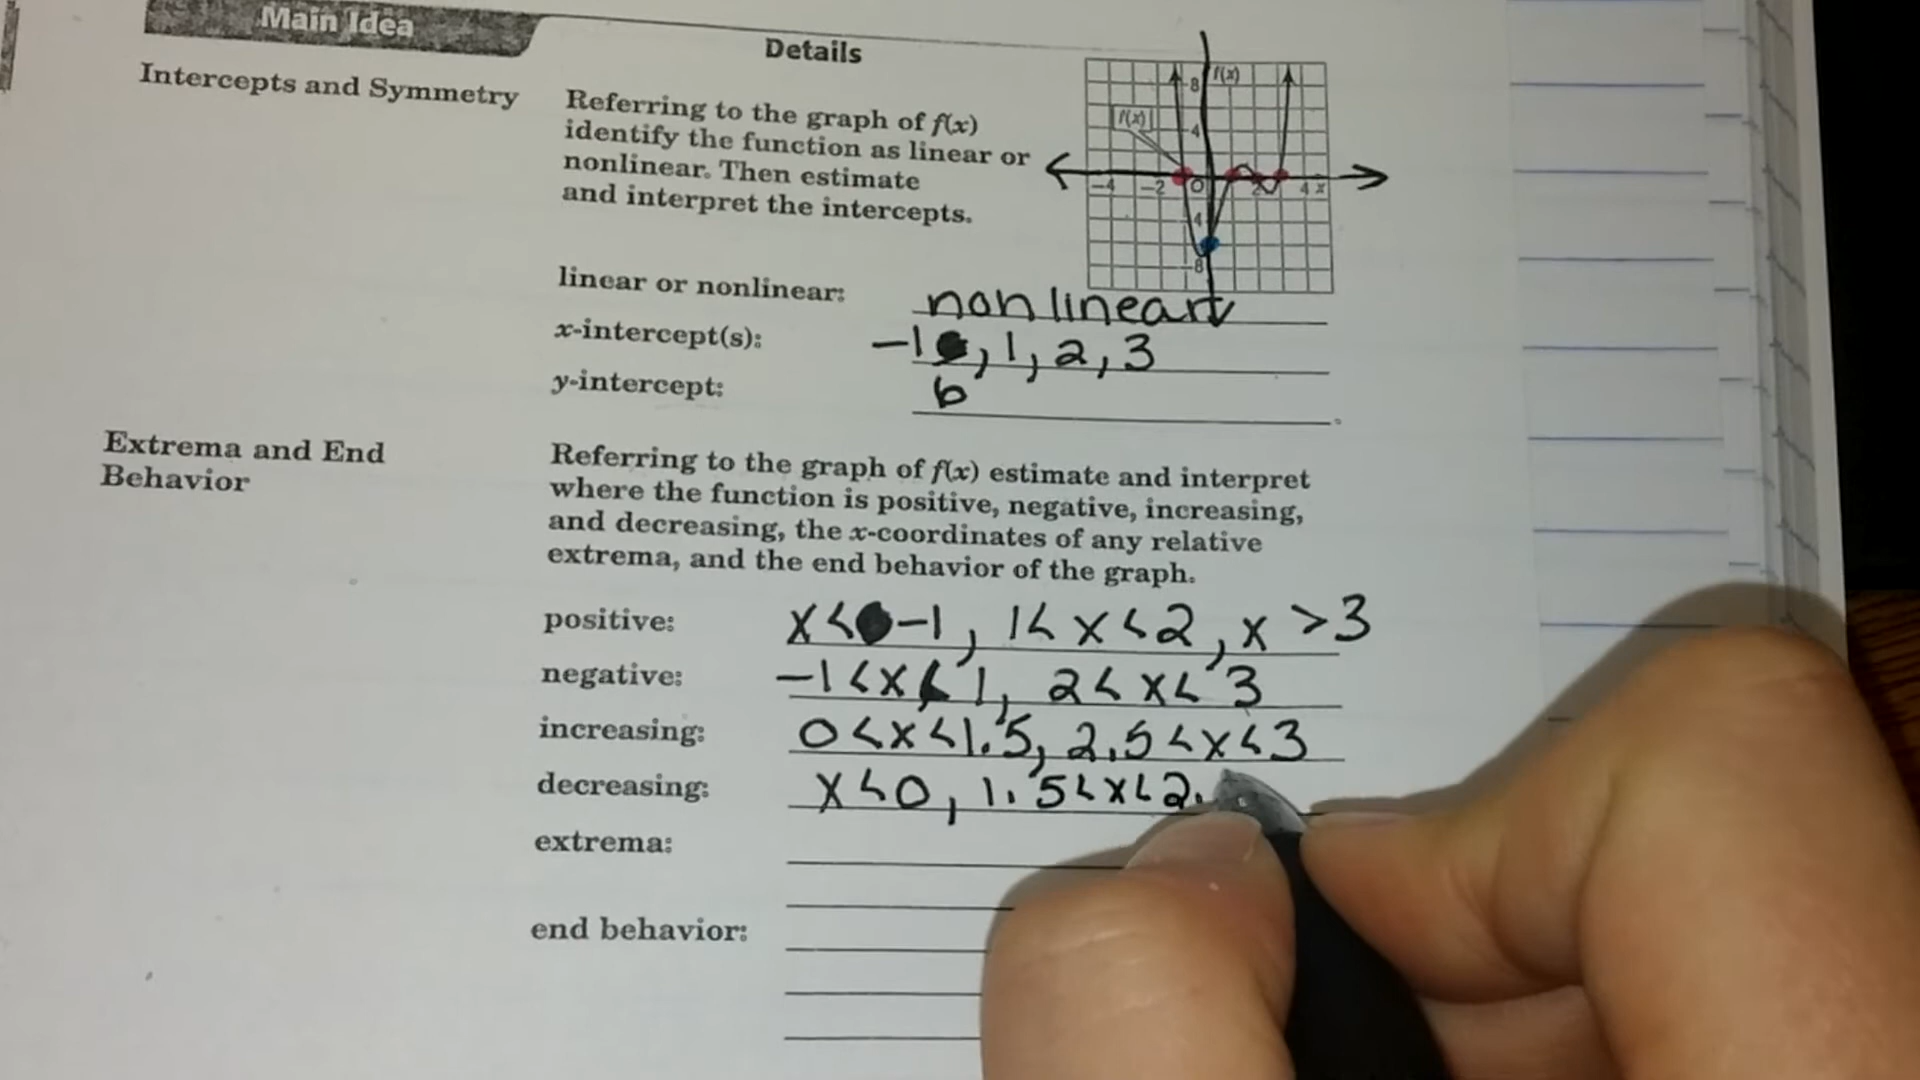 Main Idea
Details
Intercepts and Symmetry
Referring to the graph of f(x)
identify the function as linear or
nonlinear. Then estimate
and interpret the intercepts.
f(x)
8
f(x)
4
-4 -2 O 2 4 x
4
-8
linear or nonlinear: nonlinear
x-intercept(s): -1, 1, 2, 3
y-intercept: 6
Extrema and End
Behavior
Referring to the graph of f(x) estimate and interpret
where the function is positive, negative, increasing,
and decreasing, the x-coordinates of any relative
extrema, and the end behavior of the graph.
positive: x<-1, 1<x<2, x>3
negative: -1<x<1, 2<x<3
increasing: 0<x<1.5, 2.5<x<3
decreasing: x<0, 1.5<x<2.
extrema:
end behavior: